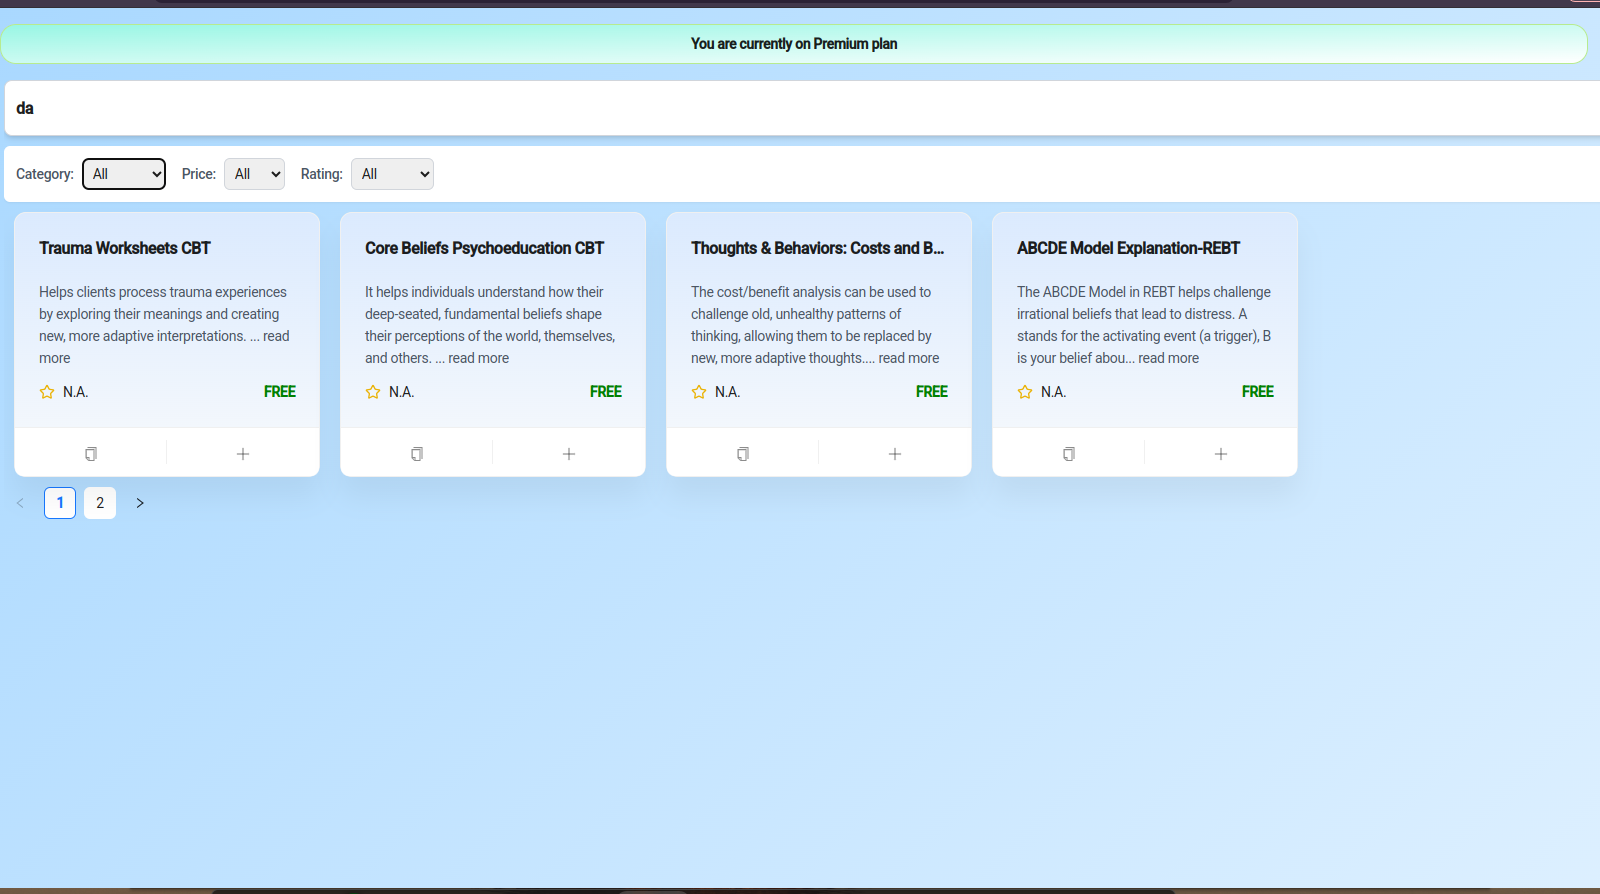 You are currently on Premium plan
da
Category: All Price: All Rating: All
Trauma Worksheets CBT
Helps clients process trauma experiences
by exploring their meanings and creating
new, more adaptive interpretations. ... read
more
N.A. FREE
Core Beliefs Psychoeducation CBT
It helps individuals understand how their
deep-seated, fundamental beliefs shape
their perceptions of the world, themselves,
and others. ... read more
N.A. FREE
Thoughts & Behaviors: Costs and B...
The cost/benefit analysis can be used to
challenge old, unhealthy patterns of
thinking, allowing them to be replaced by
new, more adaptive thoughts.... read more
N.A. FREE
ABCDE Model Explanation-REBT
The ABCDE Model in REBT helps challenge
irrational beliefs that lead to distress. A
stands for the activating event (a trigger), B
is your belief abou... read more
N.A. FREE
< 1 2 >